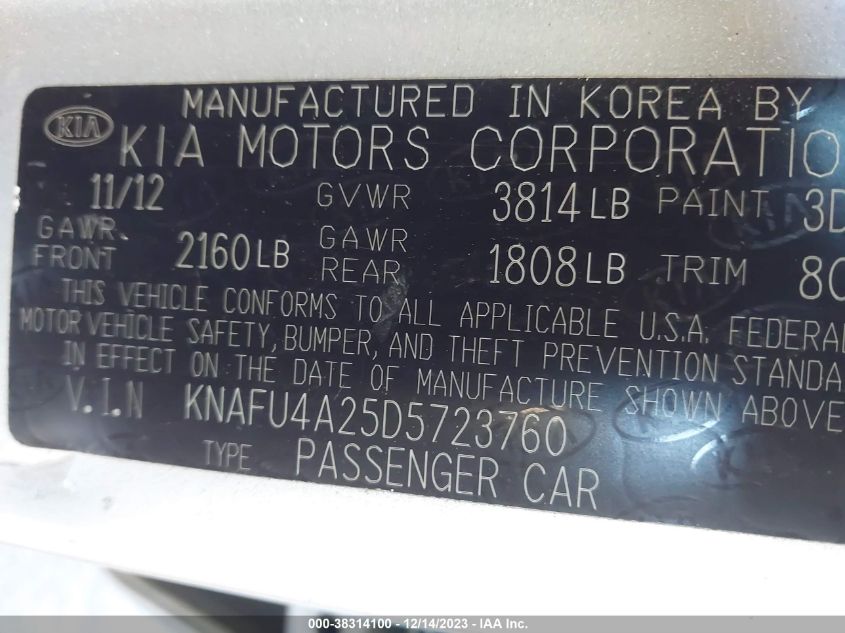 MANUFACTURED IN KOREA BY
KIA
KIA MOTORS CORPORATIO
11/12 GVWR 3814 LB PAINT 3D
GAWR FRONT 2160 LB GAWR REAR 1808 LB TRIM 8C
THIS VEHICLE CONFORMS TO ALL APPLICABLE U.S.A. FEDERA
MOTOR VEHICLE SAFETY, BUMPER, AND THEFT PREVENTION STANDA
IN EFFECT ON THE DATE OF MANUFACTURE SHOWN ABOVE
V.I.N KNAFU4A25D5723760
TYPE PASSENGER CAR
000-38314100 - 12/14/2023 - IAA Inc.